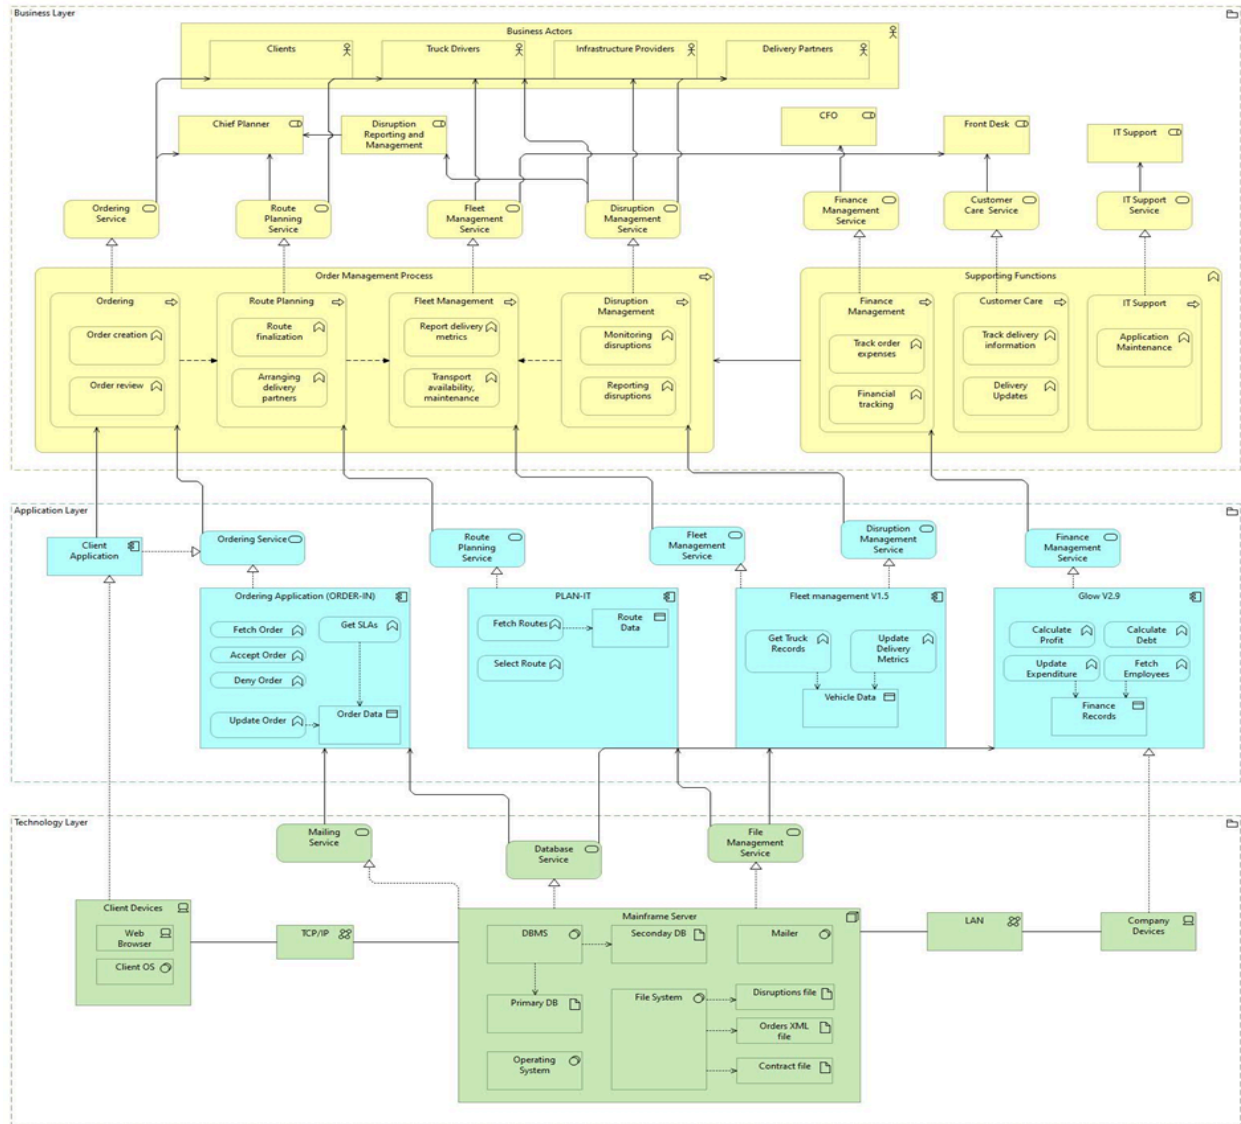 Business Layer
Business Actors
Clients
Truck Drivers
Infrastructure Providers
Delivery Partners
Chief Planner
Disruption
Reporting and
Management
CFO
Front Desk
IT Support
Ordering
Service
Route
Planning
Service
Fleet
Management
Service
Disruption
Management
Service
Finance
Management
Service
Customer
Care Service
IT Support
Service
Order Management Process
Ordering
Order creation
Order review
Route Planning
Route
finalization
Arranging
delivery
partners
Fleet Management
Report delivery
metrics
Transport
availability,
maintenance
Disruption
Management
Monitoring
disruptions
Reporting
disruptions
Supporting Functions
Finance
Management
Track order
expenses
Financial
tracking
Customer Care
Track delivery
information
Delivery
Updates
IT Support
Application
Maintenance
Application Layer
Client
Application
Ordering Service
Route
Planning
Service
Fleet
Management
Service
Disruption
Management
Service
Finance
Management
Service
Ordering Application (ORDER-IN)
Fetch Order
Accept Order
Deny Order
Update Order
Get SLAs
Order Data
PLAN-IT
Fetch Routes
Select Route
Route
Data
Fleet management V1.5
Get Truck
Records
Update
Delivery
Metrics
Vehicle Data
Glow V2.9
Calculate
Profit
Calculate
Debt
Update
Expenditure
Fetch
Employees
Finance
Records
Technology Layer
Mailing
Service
Database
Service
File
Management
Service
Client Devices
Web
Browser
Client OS
TCP/IP
Mainframe Server
DBMS
Seconday DB
Mailer
Primary DB
File System
Disruptions file
Orders XML
file
Contract file
Operating
System
LAN
Company
Devices